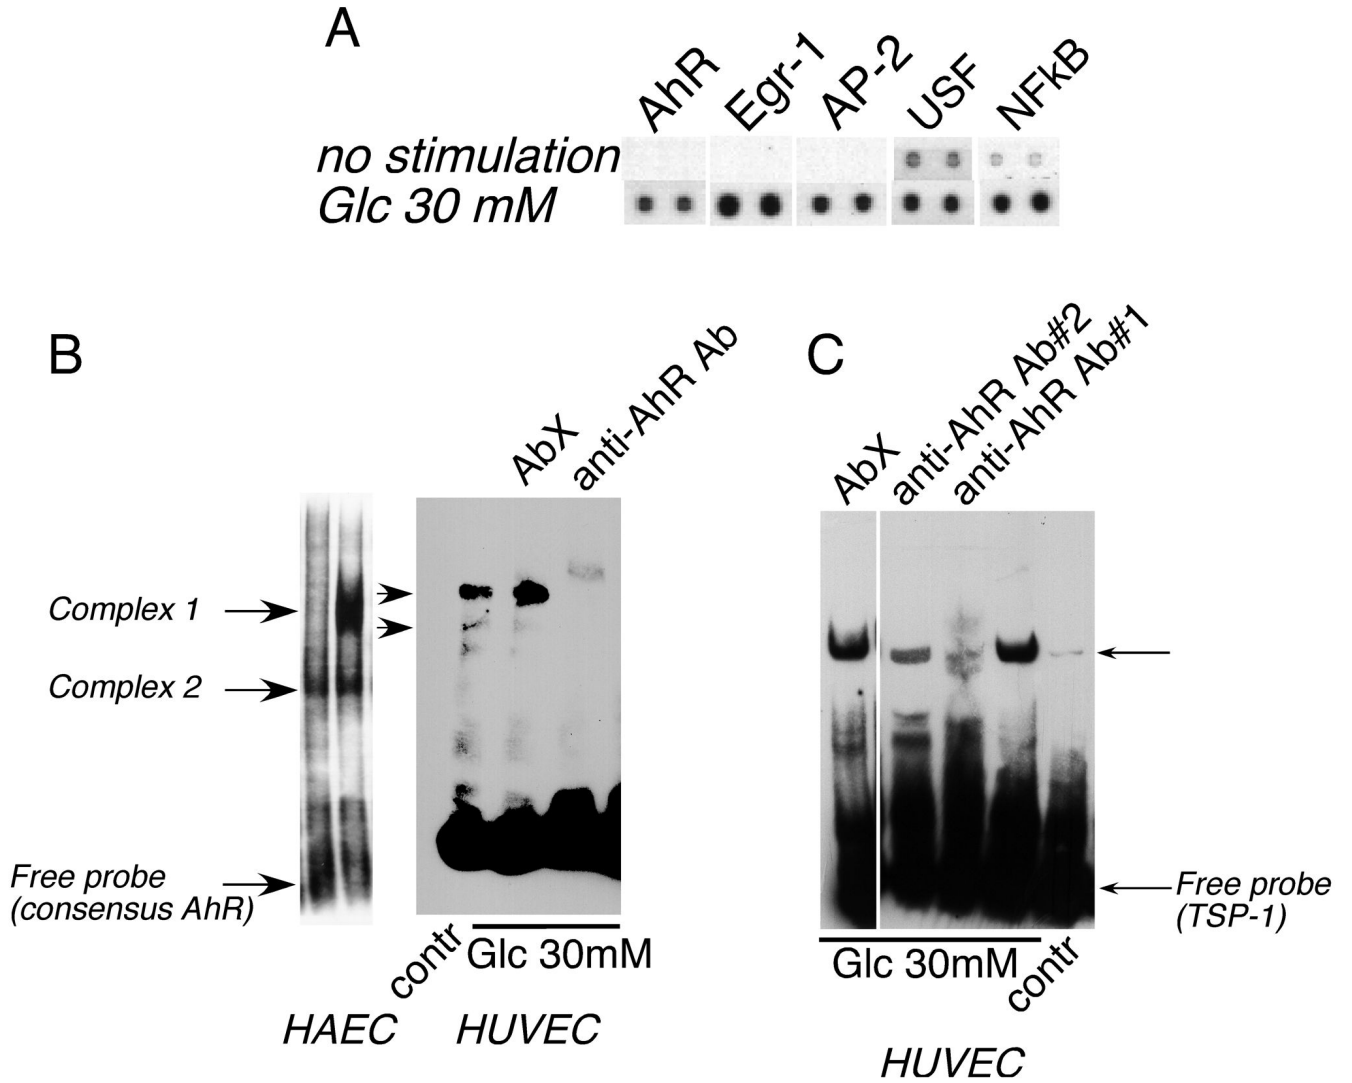 A
AhR
Egr-1
AP-2
USF
NFkB
no stimulation
Glc 30 mM
B
AbX
anti-AhR Ab
Complex 1
Complex 2
Free probe
(consensus AhR)
contr
Glc 30mM
HAEC
HUVEC
C
AbX
anti-AhR Ab#2
anti-AhR Ab#1
Free probe
(TSP-1)
Glc 30mM
contr
HUVEC